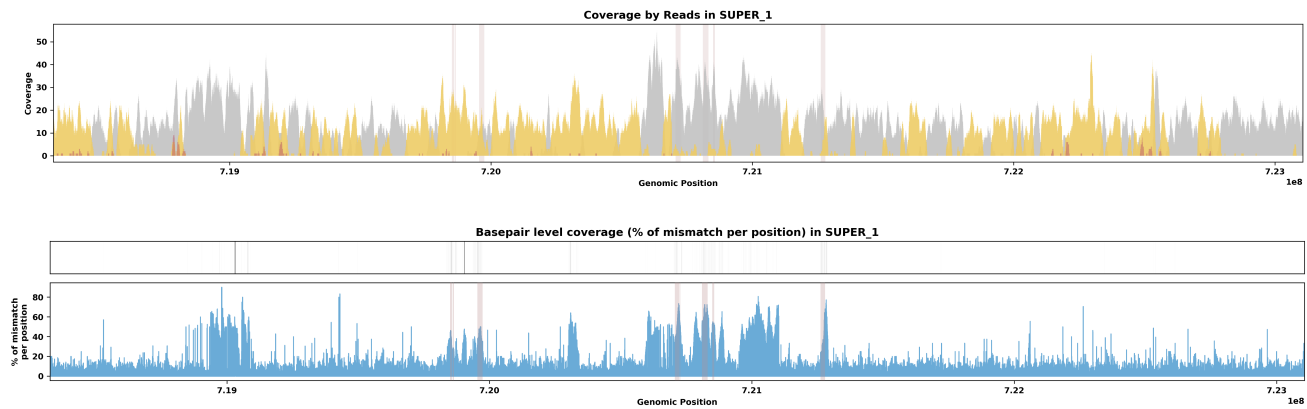 Coverage by Reads in SUPER_1
Coverage
50
40
30
20
10
0
7.19 7.20 7.21 7.22 7.23
Genomic Position
1e8
Basepair level coverage (% of mismatch per position) in SUPER_1
% of mismatch
per position
80
60
40
20
0
7.19 7.20 7.21 7.22 7.23
Genomic Position
1e8